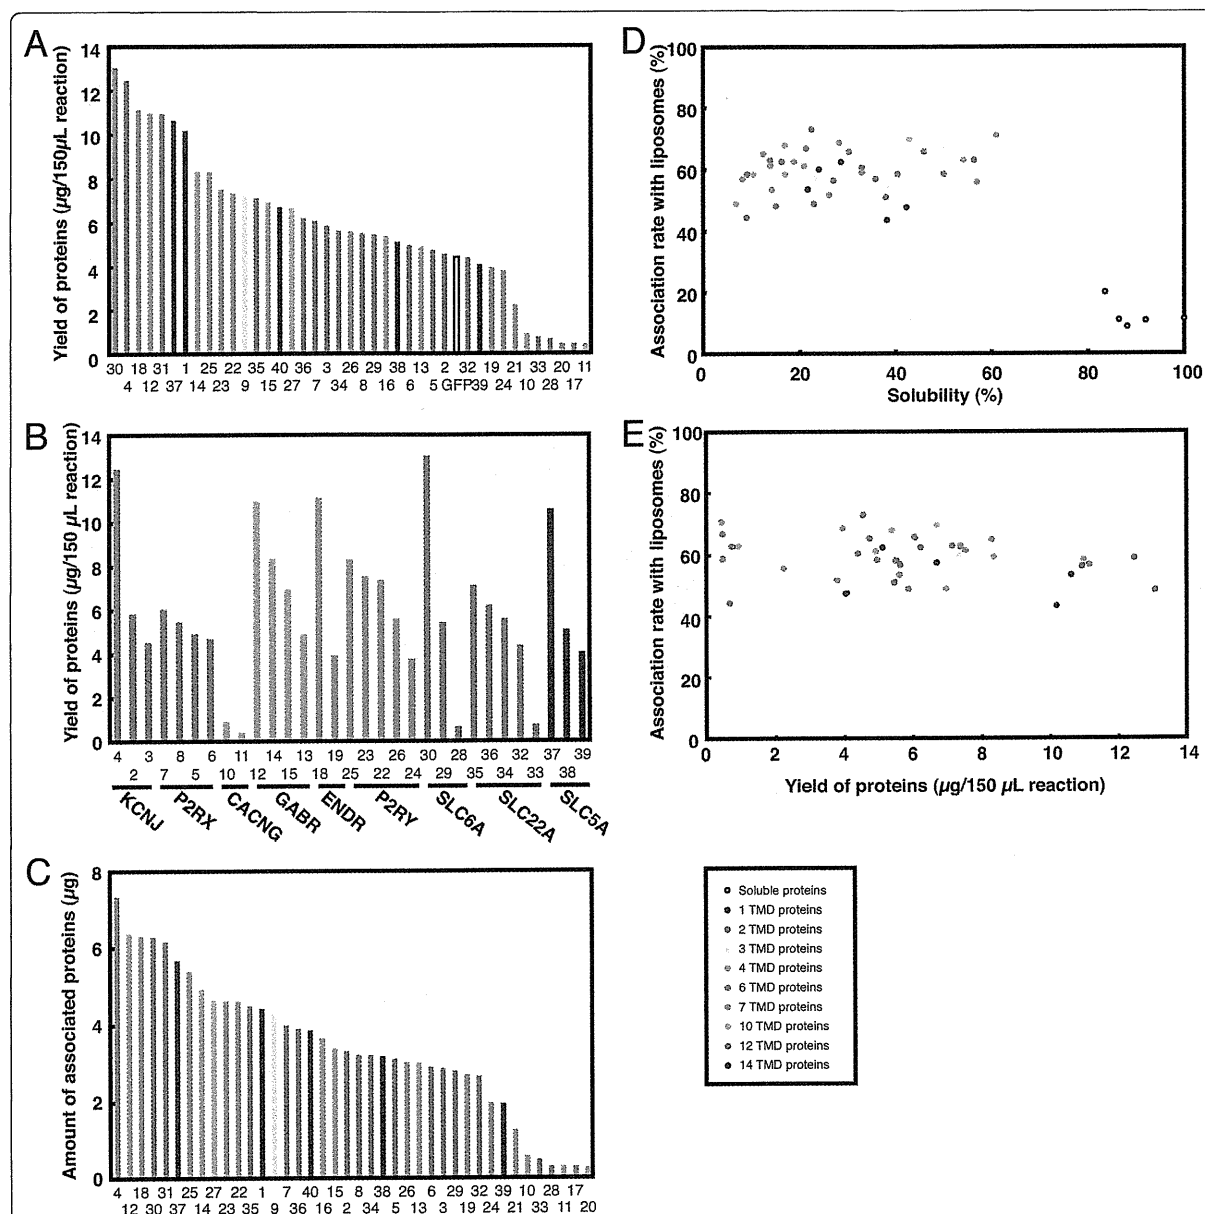 A
Yield of proteins (µg/150µL reaction)
14
12
10
8
6
4
2
0
30 18 31 1 25 22 35 40 36 3 26 29 38 13 2 32 19 21 33 20 11
4 12 37 14 23 9 15 27 7 34 8 16 6 5 GFP 39 24 10 28 17
B
Yield of proteins (µg/150 µL reaction)
14
12
10
8
6
4
2
0
4 3 8 6 11 14 13 19 23 26 30 28 36 32 37 39
2 7 5 10 12 15 18 25 22 24 29 35 34 33 38
KCNJ P2RX CACNG GABR ENDR P2RY SLC6A SLC22A SLC5A
C
Amount of associated proteins (µg)
8
6
4
2
0
4 18 31 25 27 22 1 7 40 15 8 38 26 6 29 32 39 10 28 17
12 30 37 14 23 35 9 36 16 2 34 5 13 3 19 24 21 33 11 20
D
Association rate with liposomes (%)
100
80
60
40
20
0
0 20 40 60 80 100
Solubility (%)
E
Association rate with liposomes (%)
100
80
60
40
20
0
0 2 4 6 8 10 12 14
Yield of proteins (µg/150 µL reaction)
Soluble proteins
1 TMD proteins
2 TMD proteins
3 TMD proteins
4 TMD proteins
6 TMD proteins
7 TMD proteins
10 TMD proteins
12 TMD proteins
14 TMD proteins